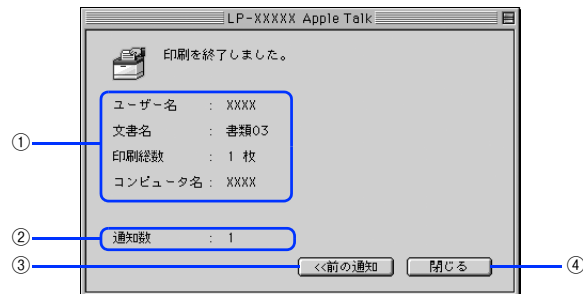 LP-XXXXX Apple Talk
印刷を終了しました。
ユーザー名 : XXXX
文書名 : 書類03
印刷総数 : 1 枚
コンピュータ名 : XXXX
①
通知数 : 1
②
<<前の通知 閉じる
③ ④